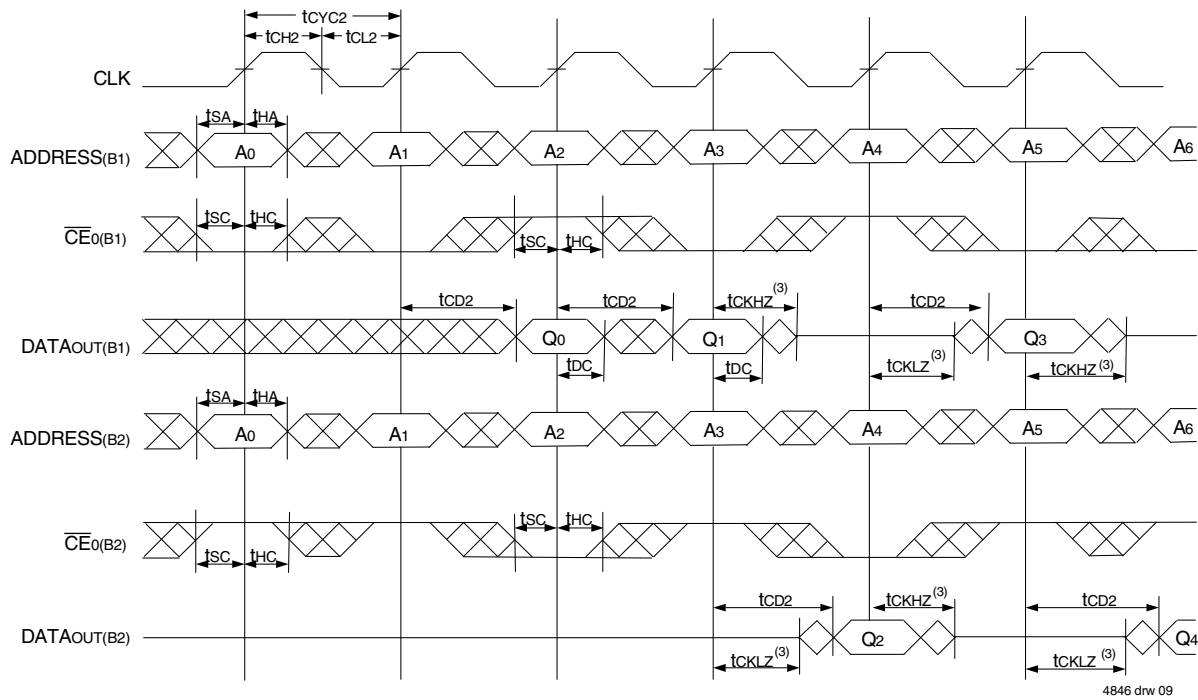 tCYC2
tCH2 tCL2
CLK
tSA tHA
ADDRESS(B1) A0 A1 A2 A3 A4 A5 A6
tSC tHC
CE0(B1)
tSC tHC
tCD2 tCD2 tCKHZ(3) tCD2
DATAOUT(B1) Q0 Q1 Q3
tDC tDC tCKLZ(3) tCKHZ(3)
tSA tHA
ADDRESS(B2) A0 A1 A2 A3 A4 A5 A6
tSC tHC
CE0(B2)
tSC tHC
tCD2 tCKHZ(3) tCD2
DATAOUT(B2) Q2 Q4
tCKLZ(3) tCKLZ(3)
4846 drw 09